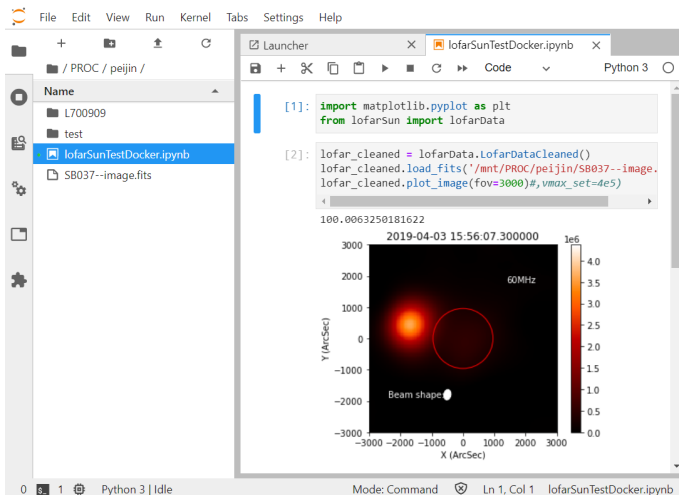 File Edit View Run Kernel Tabs Settings Help
Launcher
lofarSunTestDocker.ipynb
/ PROC / peijin /
Code
Python 3
Name
L700909
test
lofarSunTestDocker.ipynb
SB037--image.fits
[1]: import matplotlib.pyplot as plt
from lofarSun import lofarData
[2]: lofar_cleaned = lofarData.LofarDataCleaned()
lofar_cleaned.load_fits('/mnt/PROC/peijin/SB037--image.
lofar_cleaned.plot_image(fov=3000)#,vmax_set=4e5)
100.0063250181622
2019-04-03 15:56:07.300000
1e6
60MHz
Beam shape:
Y (ArcSec)
3000
2000
1000
0
−1000
−2000
−3000
−3000 −2000 −1000 0 1000 2000 3000
X (ArcSec)
4.0
3.5
3.0
2.5
2.0
1.5
1.0
0.5
0.0
0 $_ 1 Python 3 | Idle Mode: Command Ln 1, Col 1 lofarSunTestDocker.ipynb